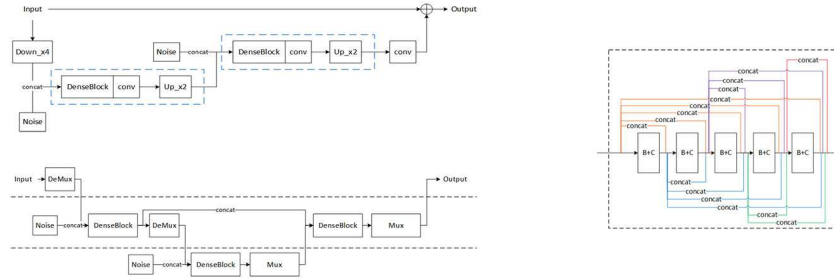 Input
Output
Down_x4
Noise
concat
DenseBlock
conv
Up_x2
conv
concat
DenseBlock
conv
Up_x2
Noise
Input
DeMux
Output
concat
Noise
concat
DenseBlock
DeMux
DenseBlock
Mux
Noise
concat
DenseBlock
Mux
concat
concat
concat
concat
concat
concat
concat
concat
concat
B+C
B+C
B+C
B+C
B+C
concat
concat
concat
concat
concat
concat